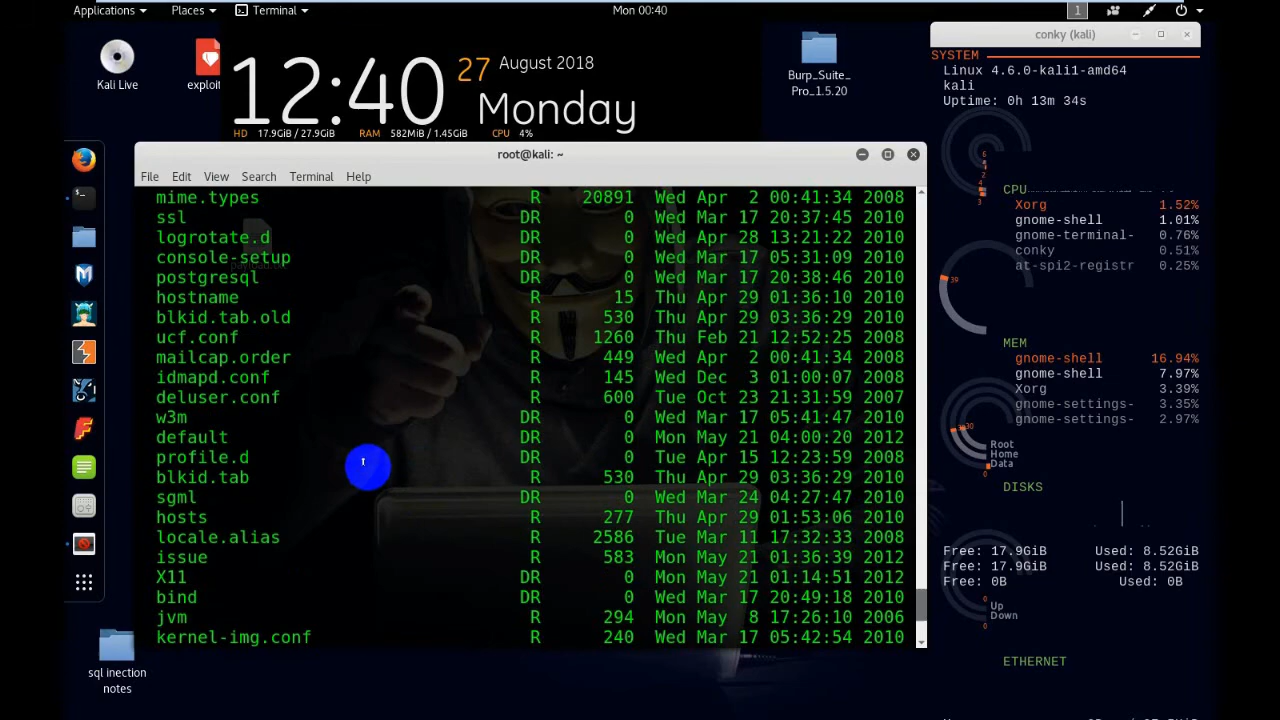 Applications Places Terminal Mon 00:40 1
Kali Live
exploit
12:40 27 August 2018
Monday
HD 17.9GiB / 27.9GiB RAM 582MiB / 1.45GiB CPU 4%
Burp_Suite_
Pro_1.5.20
root@kali: ~
File Edit View Search Terminal Help
mime.types R 20891 Wed Apr 2 00:41:34 2008
ssl DR 0 Wed Mar 17 20:37:45 2010
logrotate.d DR 0 Wed Apr 28 13:21:22 2010
console-setup DR 0 Wed Mar 17 05:31:09 2010
postgresql DR 0 Wed Mar 17 20:38:46 2010
hostname R 15 Thu Apr 29 01:36:10 2010
blkid.tab.old R 530 Thu Apr 29 03:36:29 2010
ucf.conf R 1260 Thu Feb 21 12:52:25 2008
mailcap.order R 449 Wed Apr 2 00:41:34 2008
idmapd.conf R 145 Wed Dec 3 01:00:07 2008
deluser.conf R 600 Tue Oct 23 21:31:59 2007
w3m DR 0 Wed Mar 17 05:41:47 2010
default DR 0 Mon May 21 04:00:20 2012
profile.d DR 0 Tue Apr 15 12:23:59 2008
blkid.tab R 530 Thu Apr 29 03:36:29 2010
sgml DR 0 Wed Mar 24 04:27:47 2010
hosts R 277 Thu Apr 29 01:53:06 2010
locale.alias R 2586 Tue Mar 11 17:32:33 2008
issue R 583 Mon May 21 01:36:39 2012
X11 DR 0 Mon May 21 01:14:51 2012
bind DR 0 Wed Mar 17 20:49:18 2010
jvm R 294 Mon May 8 17:26:10 2006
kernel-img.conf R 240 Wed Mar 17 05:42:54 2010
sql inection
notes
conky (kali)
SYSTEM
Linux 4.6.0-kali1-amd64
kali
Uptime: 0h 13m 34s
CPU
Xorg 1.52%
gnome-shell 1.01%
gnome-terminal- 0.76%
conky 0.51%
at-spi2-registr 0.25%
39
MEM
gnome-shell 16.94%
gnome-shell 7.97%
Xorg 3.39%
gnome-settings- 3.35%
gnome-settings- 2.97%
Root
Home
Data
DISKS
Free: 17.9GiB Used: 8.52GiB
Free: 17.9GiB Used: 8.52GiB
Free: 0B Used: 0B
Up
Down
ETHERNET